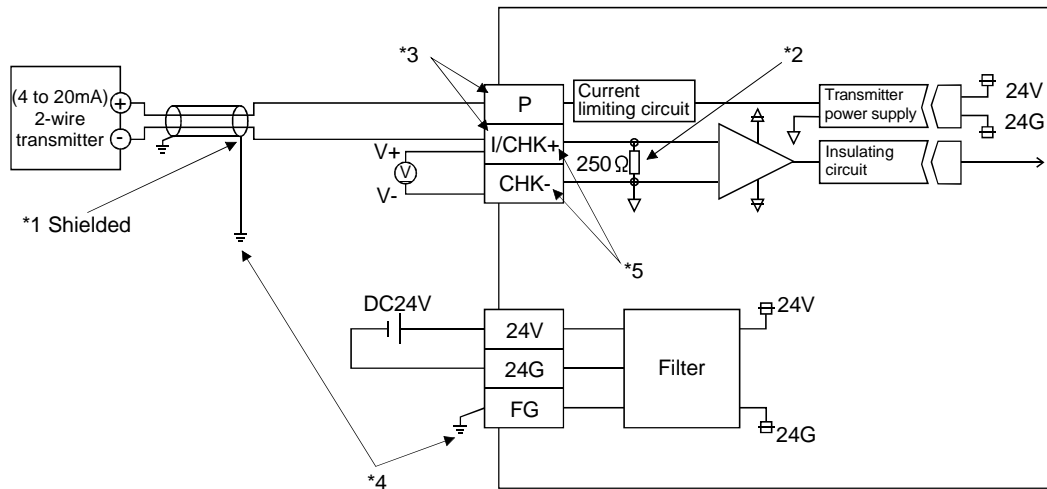 *3
*2
(4 to 20mA)
2-wire
transmitter
+
-
P
Current
limiting circuit
Transmitter
power supply
24V
24G
I/CHK+
V+
V
V-
250Ω
Insulating
circuit
CHK-
*1 Shielded
*5
DC24V
24V
24G
FG
Filter
24V
24G
*4